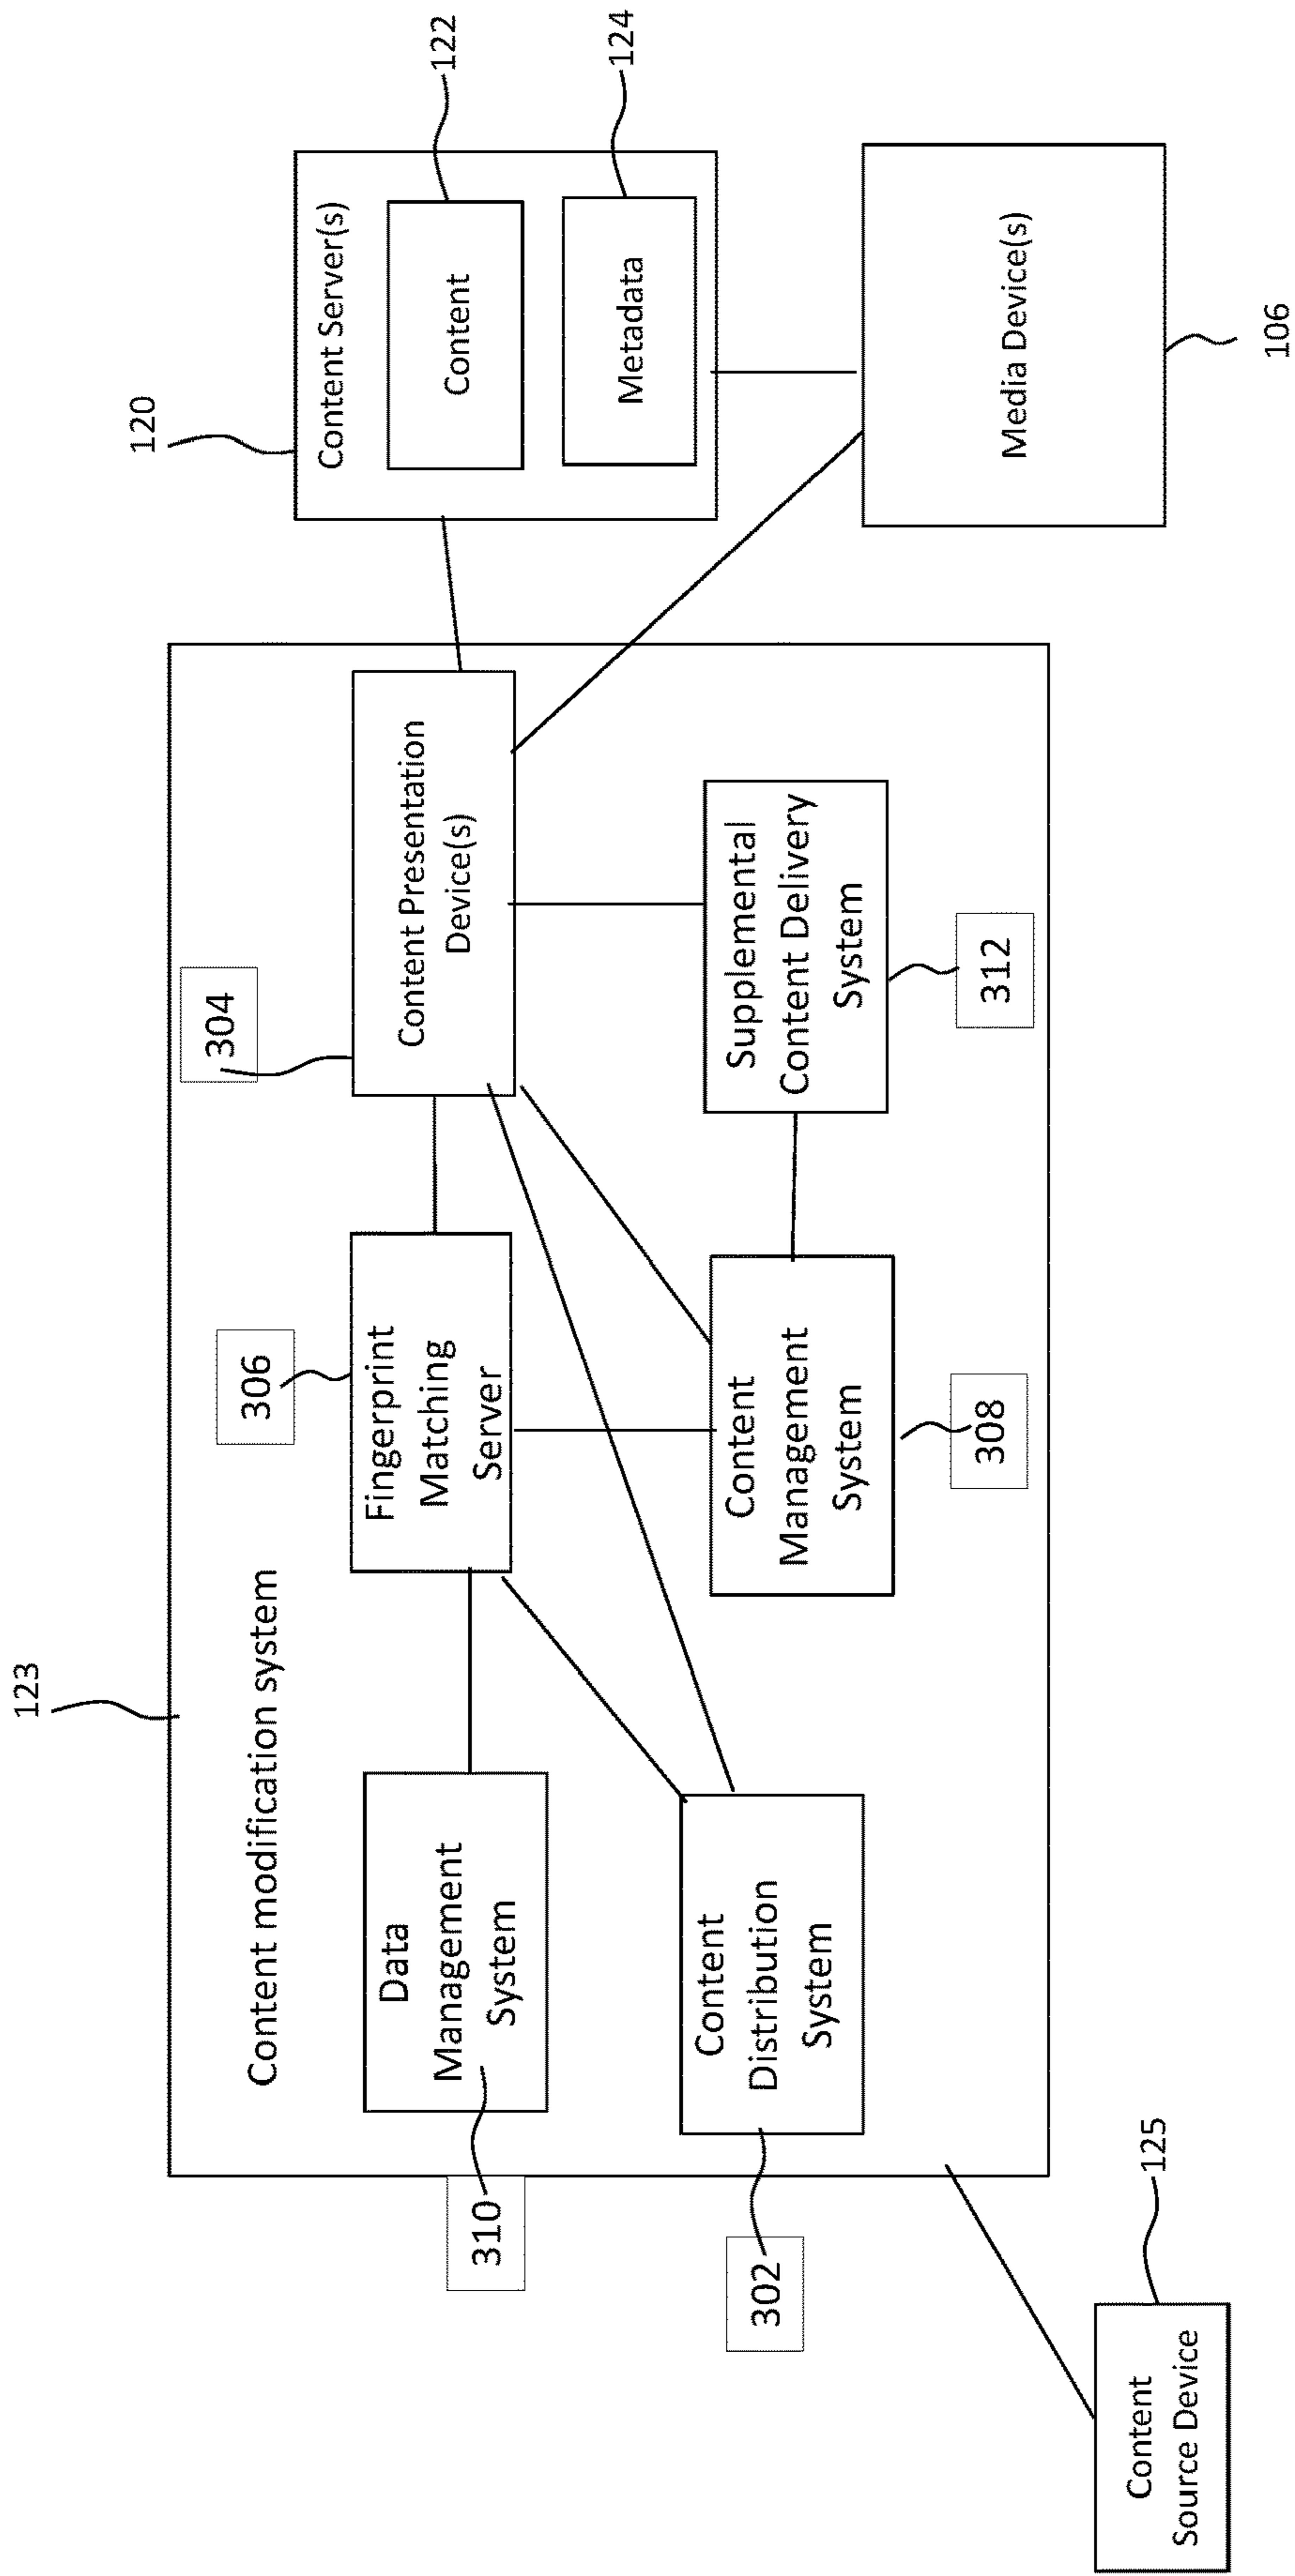 123
Content modification system
310
Data
Management
System
306
Fingerprint
Matching
Server
304
Content Presentation
Device(s)
302
Content
Distribution
System
Content
Management
System
308
Supplemental
Content Delivery
System
312
120
Content Server(s)
Content
122
Metadata
124
Media Device(s)
106
Content
Source Device
125